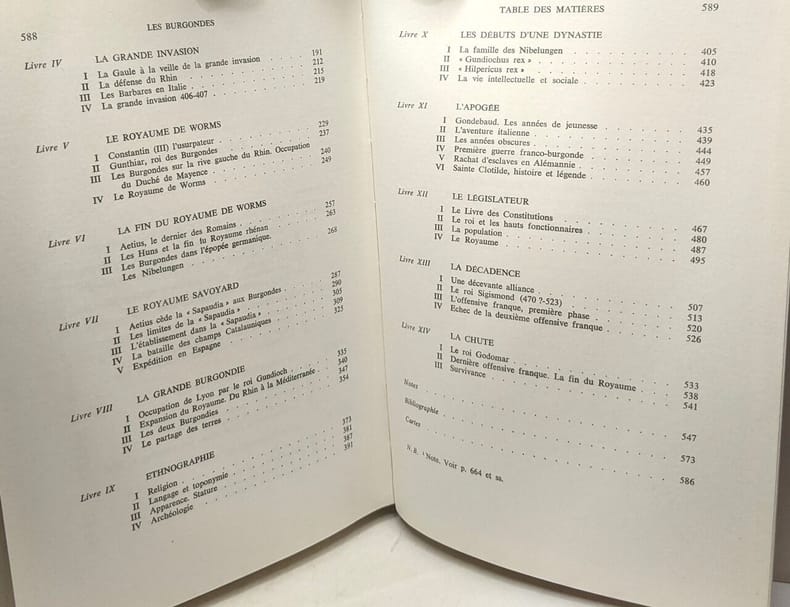 588 LES BURGONDES
Livre IV LA GRANDE INVASION
I La Gaule à la veille de la grande invasion 191
II La défense du Rhin 212
III Les Barbares en Italie 215
IV La grande invasion 406-407 219
Livre V LE ROYAUME DE WORMS
I Constantin (III) l'usurpateur 229
II Gunthiar, roi des Burgondes 237
III Les Burgondes sur la rive gauche du Rhin. Occupation
du Duché de Mayence 240
IV Le Royaume de Worms 249
Livre VI LA FIN DU ROYAUME DE WORMS
I Aetius, le dernier des Romains 257
II Les Huns et la fin du Royaume rhénan 263
III Les Burgondes dans l'épopée germanique.
Les Nibelungen 268
Livre VII LE ROYAUME SAVOYARD
I Aetius cède la « Sapaudia » aux Burgondes 287
II Les limites de la « Sapaudia » 290
III L'établissement dans la « Sapaudia » 305
IV La bataille des champs Catalauniques 309
V Expédition en Espagne 325
Livre VIII LA GRANDE BURGONDIE
I Occupation de Lyon par le roi Gundioch 335
II Expansion du Royaume. Du Rhin à la Méditerranée 340
III Les deux Burgondies 347
IV Le partage des terres 354
Livre IX ETHNOGRAPHIE
I Religion 373
II Langage et toponymie 381
III Apparence. Stature 387
IV Archéologie 391
TABLE DES MATIÈRES 589
Livre X LES DÉBUTS D'UNE DYNASTIE
I La famille des Nibelungen 405
II « Gundiochus rex » 410
III « Hilpericus rex » 418
IV La vie intellectuelle et sociale 423
Livre XI L'APOGÉE
I Gondebaud. Les années de jeunesse 435
II L'aventure italienne 439
III Les années obscures 444
IV Première guerre franco-burgonde 449
V Rachat d'esclaves en Alémannie 457
VI Sainte Clotilde, histoire et légende 460
Livre XII LE LÉGISLATEUR
I Le Livre des Constitutions 467
II Le roi et les hauts fonctionnaires 480
III La population 487
IV Le Royaume 495
Livre XIII LA DÉCADENCE
I Une décevante alliance 507
II Le roi Sigismond (470 ?-523) 513
III L'offensive franque, première phase 520
IV Echec de la deuxième offensive franque 526
Livre XIV LA CHUTE
I Le roi Godomar 533
II Dernière offensive franque. La fin du Royaume 538
III Survivance 541
Notes 547
Bibliographie 573
Cartes 586
N. B. ¹ Nota. Voir p. 664 et ss.